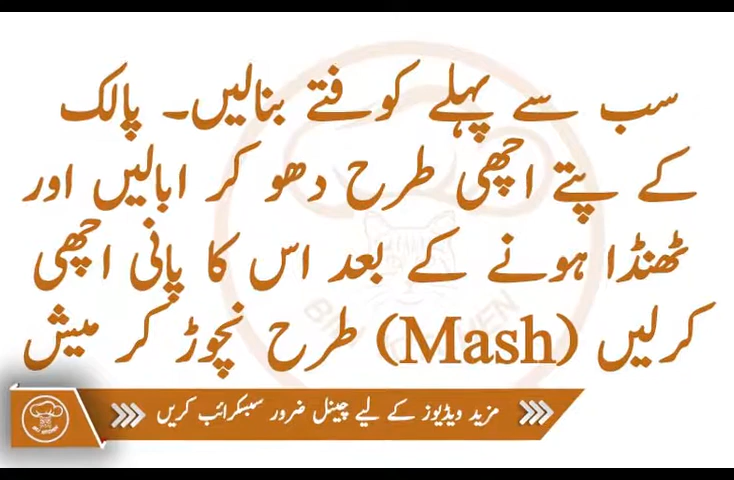 سب سے پہلے کوفتے بنالیں۔ پالک
کے پتے اچھی طرح دھو کر ابالیں اور
ٹھنڈا ہونے کے بعد اس کا پانی اچھی
طرح نچوڑ کر میش (Mash) کرلیں
مزید ویڈیوز کے لیے چینل ضرور سبسکرائب کریں